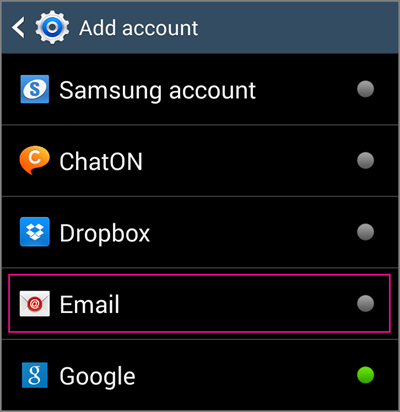 Add account
Samsung account
ChatON
Dropbox
Email
Google